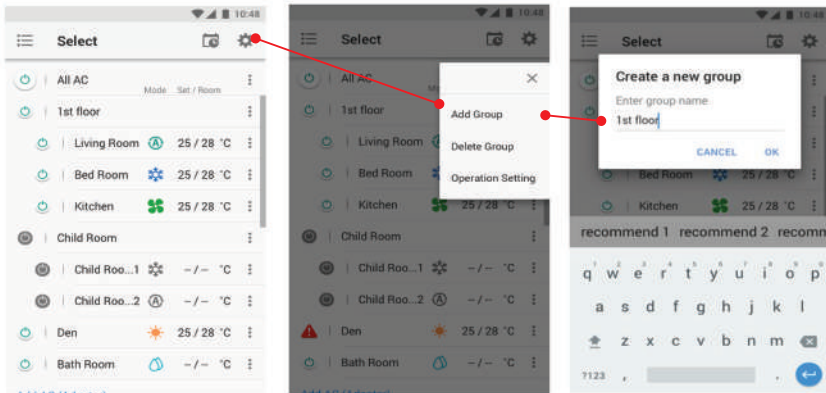 10:48
Select
All AC
Mode Set / Room
1st floor
Living Room A 25 / 28 °C
Bed Room 25 / 28 °C
Kitchen 25 / 28 °C
Child Room
Child Roo...1 -/- °C
Child Roo...2 A -/- °C
Den 25 / 28 °C
Bath Room -/- °C
10:48
Select
All AC
1st floor
Living Room
Bed Room
Kitchen
Child Room
Child Roo...1 -/- °C
Child Roo...2 A -/- °C
Den 25 / 28 °C
Bath Room -/- °C
Add Group
Delete Group
Operation Setting
10:48
Select
Create a new group
Enter group name
1st floor
CANCEL OK
Bed Room 25 / 28 °C
Kitchen 25 / 28 °C
recommend 1 recommend 2 recomm
q w e r t y u i o p
a s d f g h j k l
z x c v b n m
?123 , .